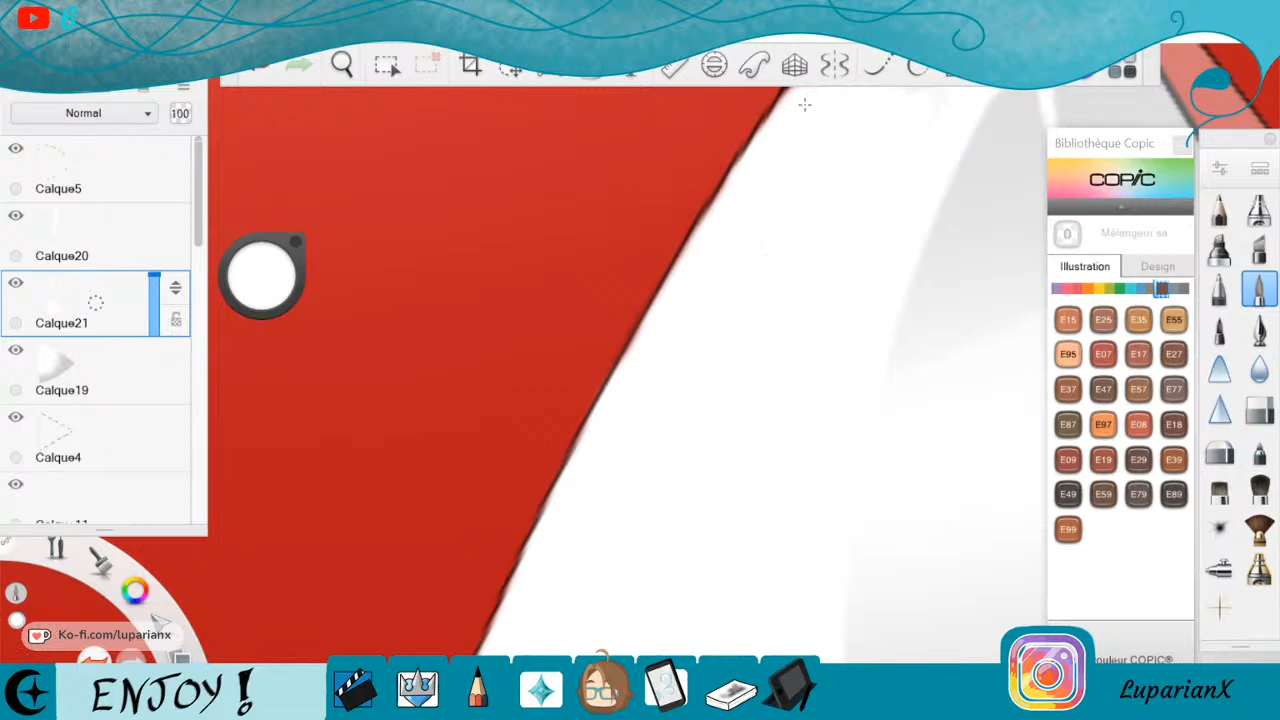 Normal
100
Calque5
Calque20
Calque21
Calque19
Calque4
Bibliothèque Copic
COPIC
0
Mélangeur sa
Illustration
Design
E15 E25 E35 E55
E95 E07 E17 E27
E37 E47 E57 E77
E87 E97 E08 E18
E09 E19 E29 E39
E49 E59 E79 E89
E99
ouleur COPIC®
Ko-fi.com/luparianx
ENJOY !
LuparianX